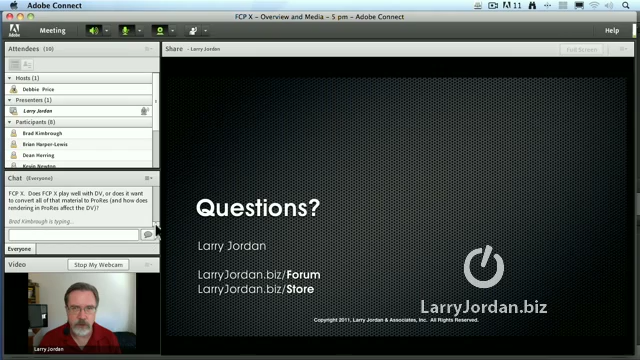 Adobe Connect
11
FCP X - Overview and Media - 5 pm - Adobe Connect
Adobe
Meeting
Help
Attendees (10)
Share - Larry Jordan
Full Screen
Hosts (1)
Debbie Price
Presenters (1)
Larry Jordan
Participants (8)
Brad Kimbrough
Brian Harper-Lewis
Dean Horring
Kevin Newton
Chat (Everyone)
FCP X. Does FCP X play well with DV, or does it
want to convert all of that material to ProRes (and how does
rendering in ProRes affect the DV)?
Brad Kimbrough is typing...
Everyone
Video
Stop My Webcam
Larry Jordan
Questions?
Larry Jordan
LarryJordan.biz/Forum
LarryJordan.biz/Store
LarryJordan.biz
Copyright 2011, Larry Jordan & Associates, Inc. All Rights Reserved.